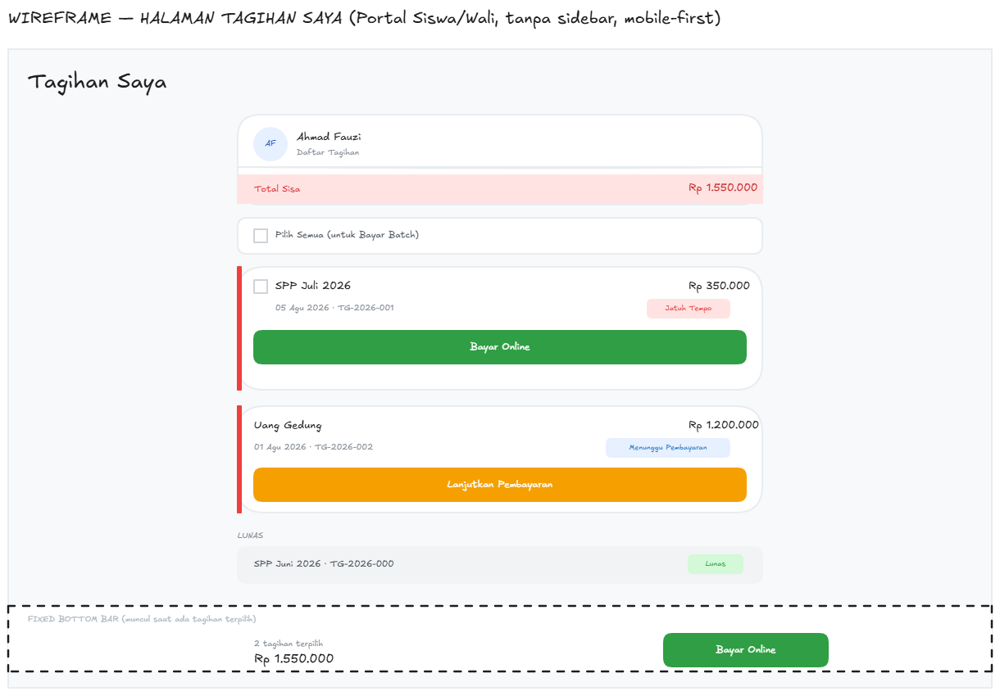 WIREFRAME — HALAMAN TAGIHAN SAYA (Portal Siswa/Wali, tanpa sidebar, mobile-first)
Tagihan Saya
AF
Ahmad Fauzi
Daftar Tagihan
Total Sisa Rp 1.550.000
Pilih Semua (untuk Bayar Batch)
SPP Juli 2026 Rp 350.000
05 Agu 2026 · TG-2026-001 Jatuh Tempo
Bayar Online
Uang Gedung Rp 1.200.000
01 Agu 2026 · TG-2026-002 Menunggu Pembayaran
Lanjutkan Pembayaran
LUNAS
SPP Juni 2026 · TG-2026-000 Lunas
FIXED BOTTOM BAR (muncul saat ada tagihan terpilih)
2 tagihan terpilih
Rp 1.550.000
Bayar Online